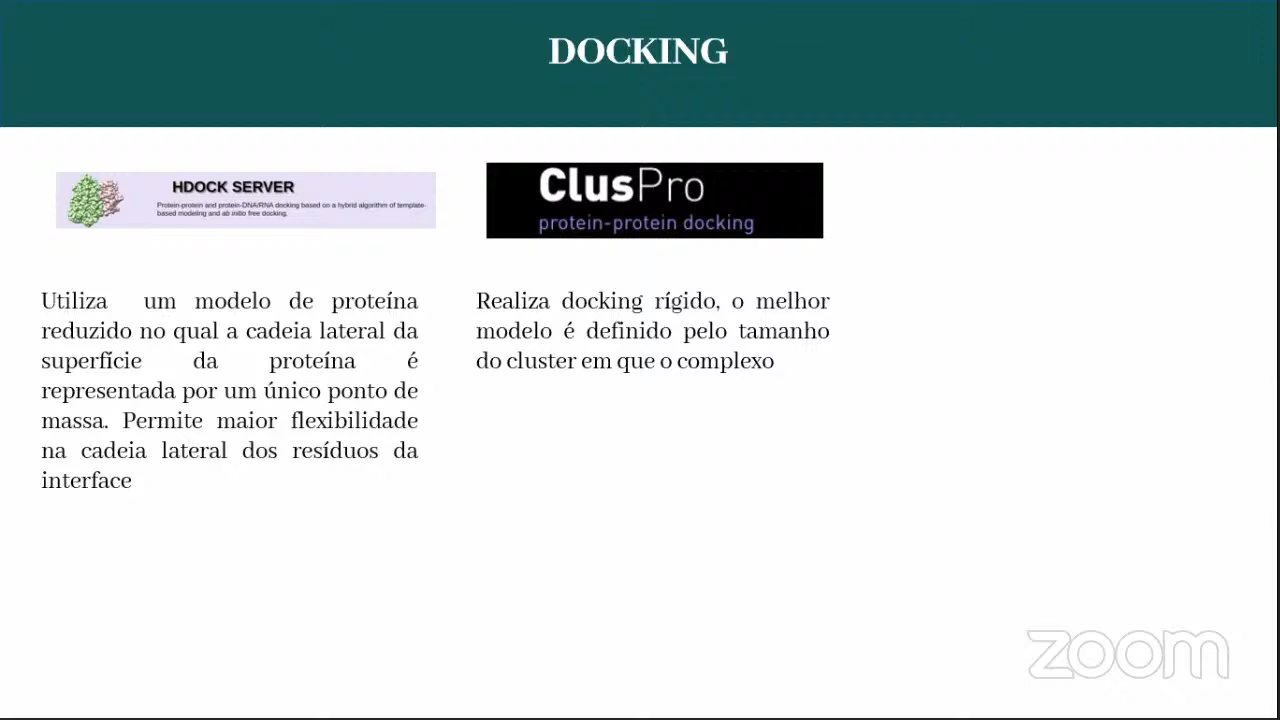 DOCKING
HDOCK SERVER
Protein-protein and protein-DNA/RNA docking based on a hybrid algorithm of template-
based modeling and ab initio free docking.
ClusPro
protein-protein docking
Utiliza um modelo de proteína
reduzido no qual a cadeia lateral da
superfície da proteína é
representada por um único ponto de
massa. Permite maior flexibilidade
na cadeia lateral dos resíduos da
interface
Realiza docking rígido, o melhor
modelo é definido pelo tamanho
do cluster em que o complexo
zoom